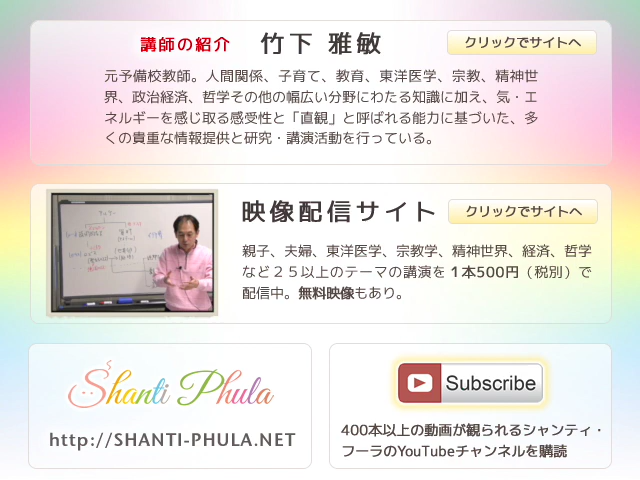 講師の紹介 竹下 雅敏 クリックでサイトへ
元予備校教師。人間関係、子育て、教育、東洋医学、宗教、精神世
界、政治経済、哲学その他の幅広い分野にわたる知識に加え、気・エ
ネルギーを感じ取る感受性と「直観」と呼ばれる能力に基づいた、多
くの貴重な情報提供と研究・講演活動を行っている。
映像配信サイト クリックでサイトへ
親子、夫婦、東洋医学、宗教学、精神世界、経済、哲学
など２５以上のテーマの講演を１本500円（税別）で
配信中。無料映像もあり。
Shanti Phula
http://SHANTI-PHULA.NET
Subscribe
400本以上の動画が観られるシャンティ・
フーラのYouTubeチャンネルを購読